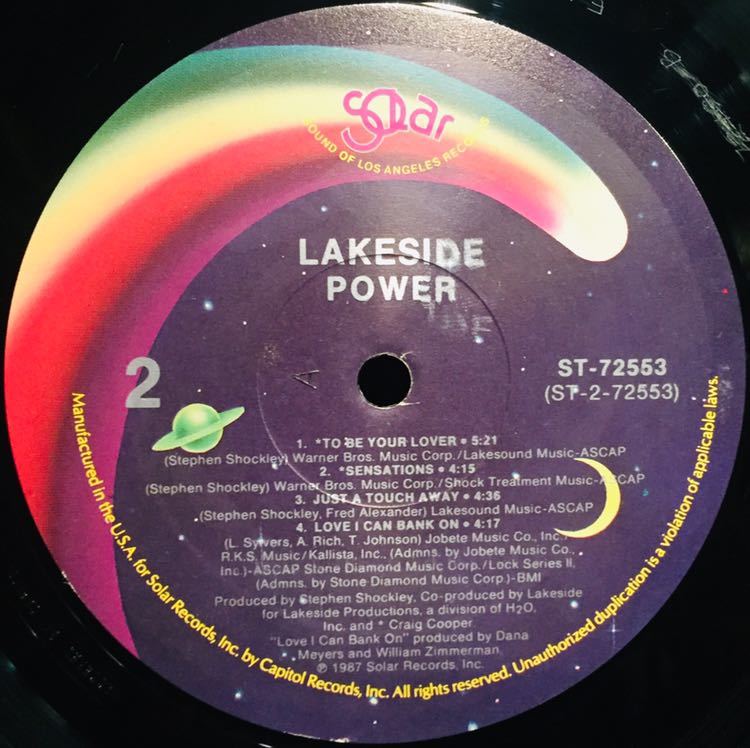 solar
SOUND OF LOS ANGELES RECORDS
LAKESIDE
POWER
2
A
ST-72553
(ST-2-72553)
1. *TO BE YOUR LOVER • 5:21
(Stephen Shockley) Warner Bros. Music Corp./Lakesound Music-ASCAP
2. *SENSATIONS • 4:15
(Stephen Shockley) Warner Bros. Music Corp./Shock Treatment Music-ASCAP
3. JUST A TOUCH AWAY • 4:36
(Stephen Shockley, Fred Alexander) Lakesound Music-ASCAP
4. LOVE I CAN BANK ON • 4:17
(L. Sylvers, A. Rich, T. Johnson) Jobete Music Co., Inc./
R.K.S. Music/Kallista, Inc., (Admns. by Jobete Music Co.,
Inc.)-ASCAP Stone Diamond Music Corp./Lock Series II,
(Admns. by Stone Diamond Music Corp.)-BMI
Produced by Stephen Shockley, Co-produced by Lakeside
for Lakeside Productions, a division of H2O,
Inc. and * Craig Cooper
"Love I Can Bank On" produced by Dana
Meyers and William Zimmerman
℗ 1987 Solar Records, Inc.
Manufactured in the U.S.A. for Solar Records, Inc. by Capitol Records, Inc. All rights reserved. Unauthorized duplication is a violation of applicable laws.